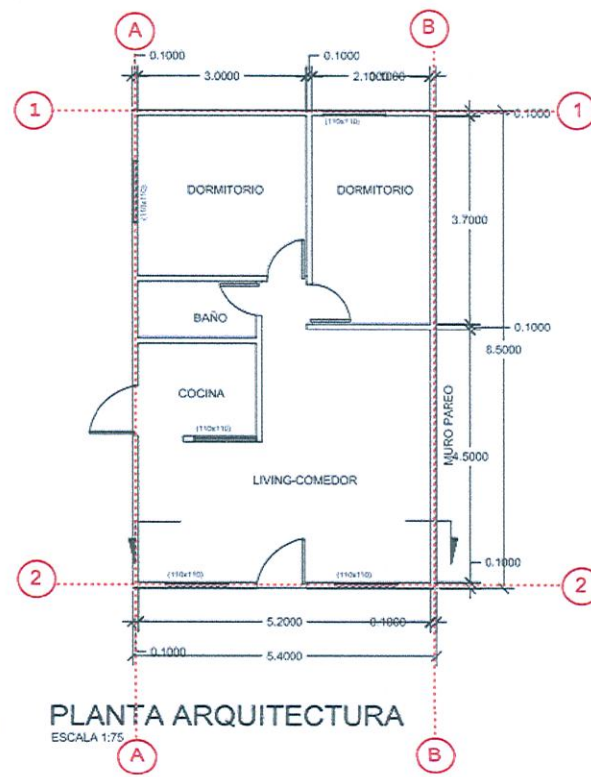 A
B
0.1000
0.1000
3.0000
2.1000
1
1
(110x110)
0.1000
DORMITORIO
DORMITORIO
(110x110)
3.7000
BAÑO
0.1000
8.5000
COCINA
(110x110)
MURO PAREO
4.5000
LIVING-COMEDOR
(110x110)
(110x110)
0.1000
2
2
5.2000
0.1000
0.1000
5.4000
PLANTA ARQUITECTURA
ESCALA 1:75
A
B